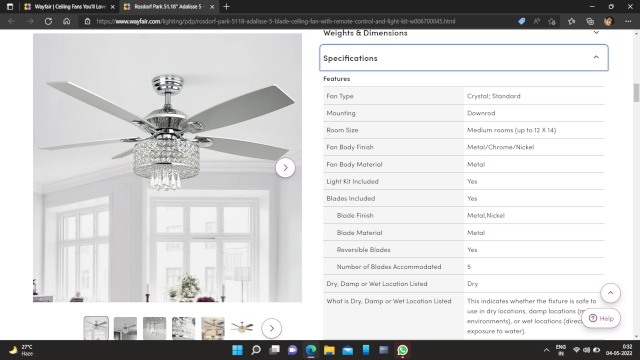 Wayfair | Ceiling Fans You'll Love
Rosdorf Park 51.18" Adalisse 5 -
https://www.wayfair.com/lighting/pdp/rosdorf-park-5118-adalisse-5-blade-ceiling-fan-with-remote-control-and-light-kit-w006700045.html
Weights & Dimensions
Specifications
Features
Fan Type Crystal; Standard
Mounting Downrod
Room Size Medium rooms (up to 12 X 14)
Fan Body Finish Metal/Chrome/Nickel
Fan Body Material Metal
Light Kit Included Yes
Blades Included Yes
Blade Finish Metal,Nickel
Blade Material Metal
Reversible Blades Yes
Number of Blades Accommodated 5
Dry, Damp or Wet Location Listed Dry
What is Dry, Damp or Wet Location Listed This indicates whether the fixture is safe to
use in dry locations, damp locations
environments), or wet locations
exposure to water).
Help
27°C
Haze
ENG
IN
0:32
04-05-2022